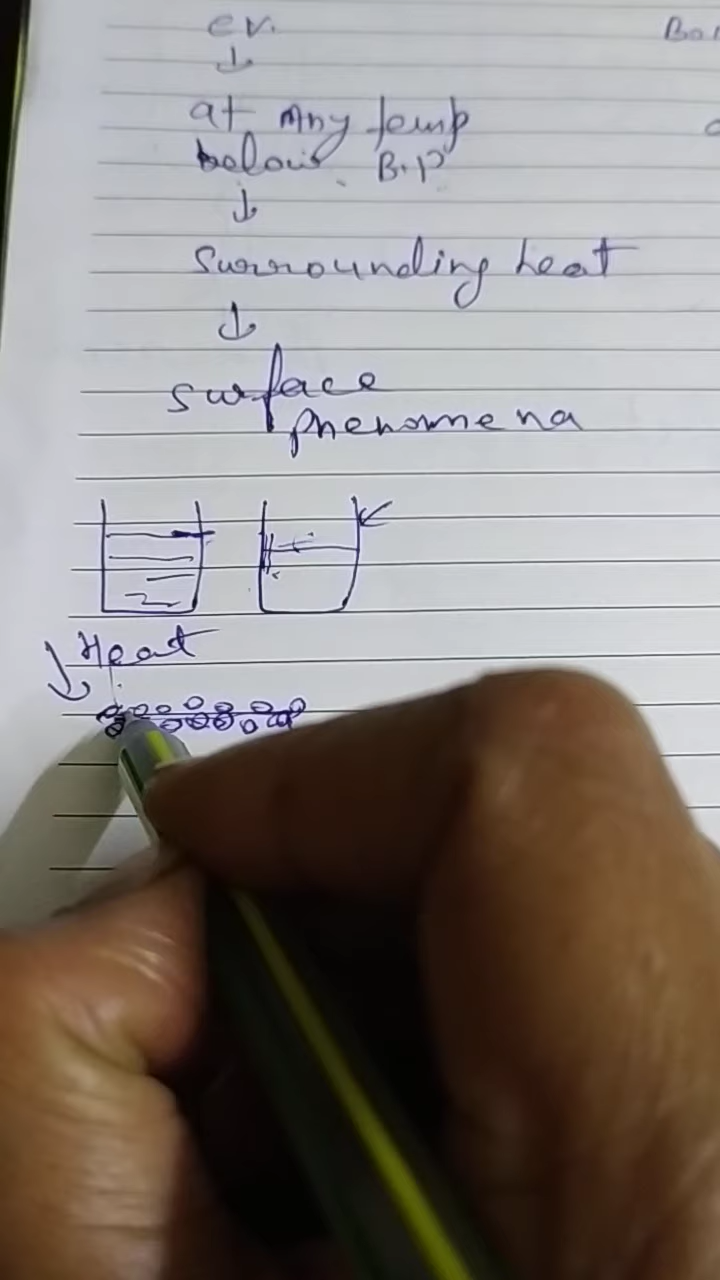 ev.
↓
at Any temp
below B.P
↓
surrounding heat
↓
surface
phenomena
Heat